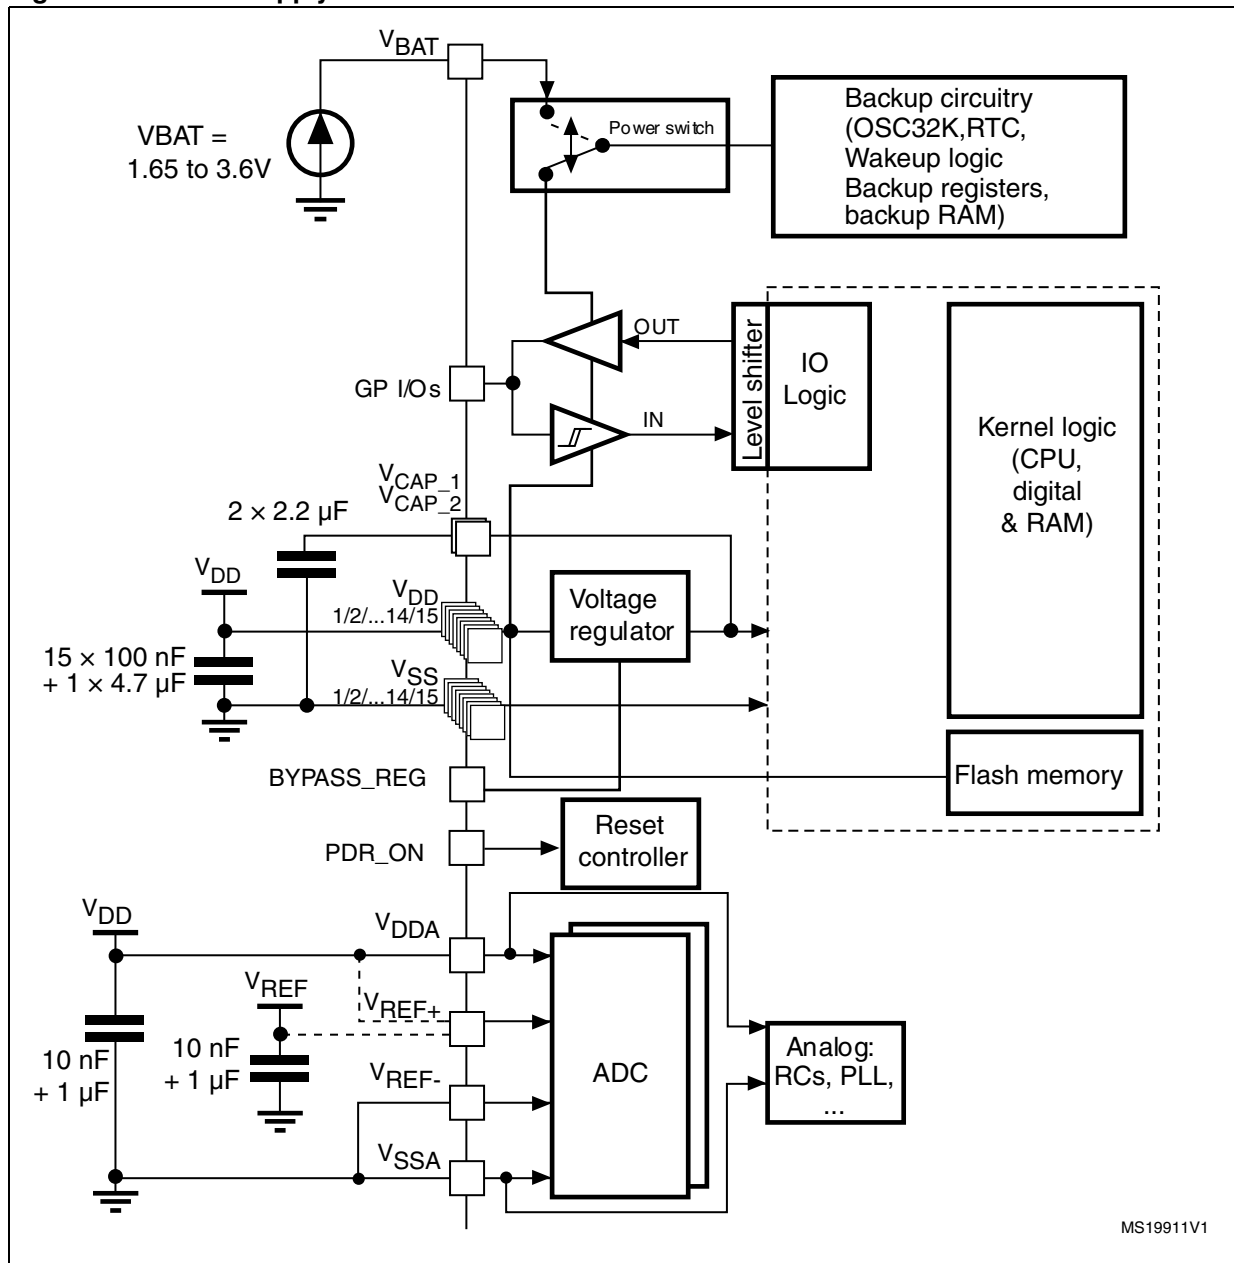 VBAT
VBAT =
1.65 to 3.6V
Power switch
Backup circuitry
(OSC32K,RTC,
Wakeup logic
Backup registers,
backup RAM)
OUT
GP I/Os
IN
Level shifter
IO
Logic
Kernel logic
(CPU,
digital
& RAM)
VCAP_1
VCAP_2
2 × 2.2 µF
VDD
VDD
1/2/...14/15
Voltage
regulator
15 × 100 nF
+ 1 × 4.7 µF
VSS
1/2/...14/15
BYPASS_REG
Flash memory
PDR_ON
Reset
controller
VDD
VDDA
VREF
VREF+
10 nF
+ 1 µF
10 nF
+ 1 µF
VREF-
ADC
Analog:
RCs, PLL,
...
VSSA
MS19911V1